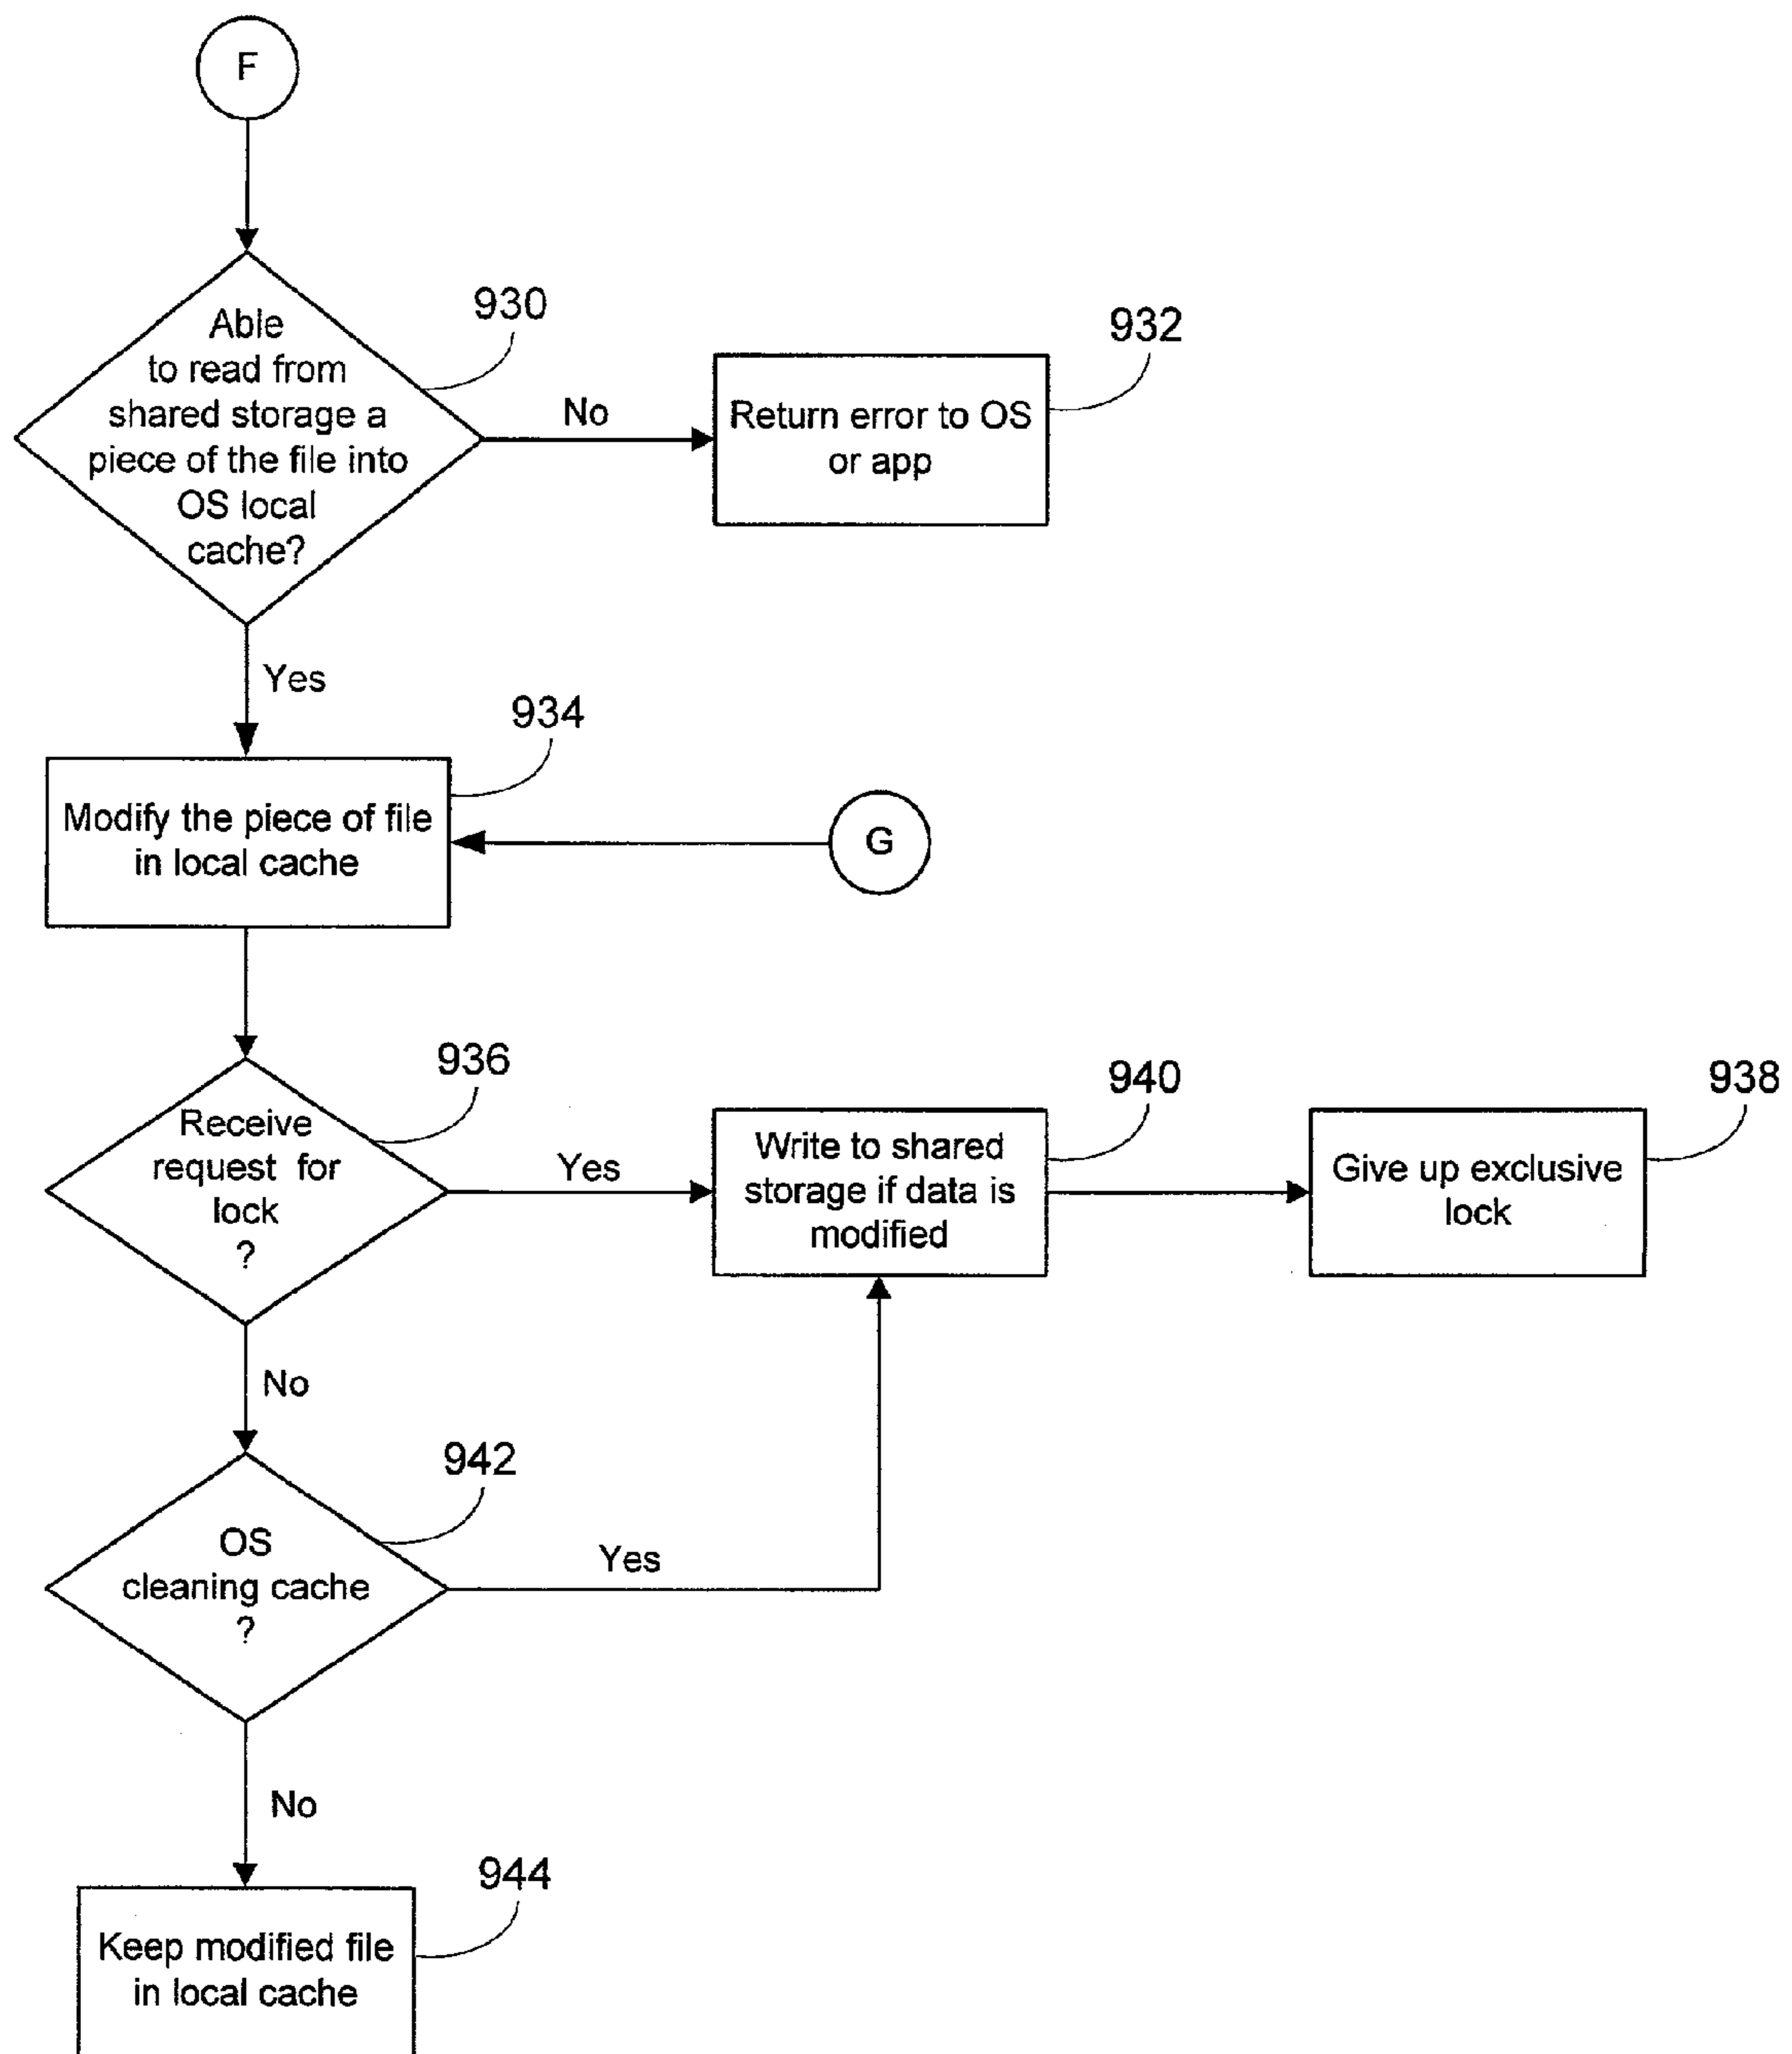 F
930
Able
to read from
shared storage a
piece of the file into
OS local
cache?
No
932
Return error to OS
or app
Yes
934
Modify the piece of file
in local cache
G
936
Receive
request for
lock
?
Yes
940
Write to shared
storage if data is
modified
938
Give up exclusive
lock
No
942
OS
cleaning cache
?
Yes
No
944
Keep modified file
in local cache